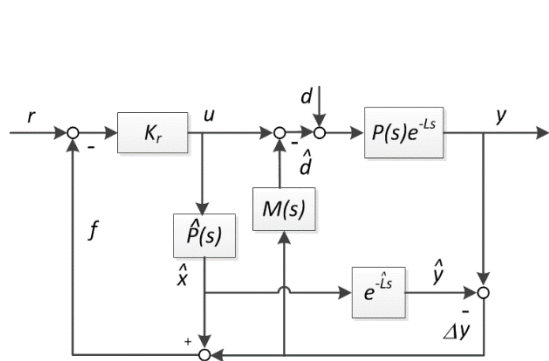 d
r
u
y
K_r
P(s)e^{-Ls}
-
-
d̂
f
P̂(s)
M(s)
x̂
e^{-L̂s}
ŷ
-
Δy
+